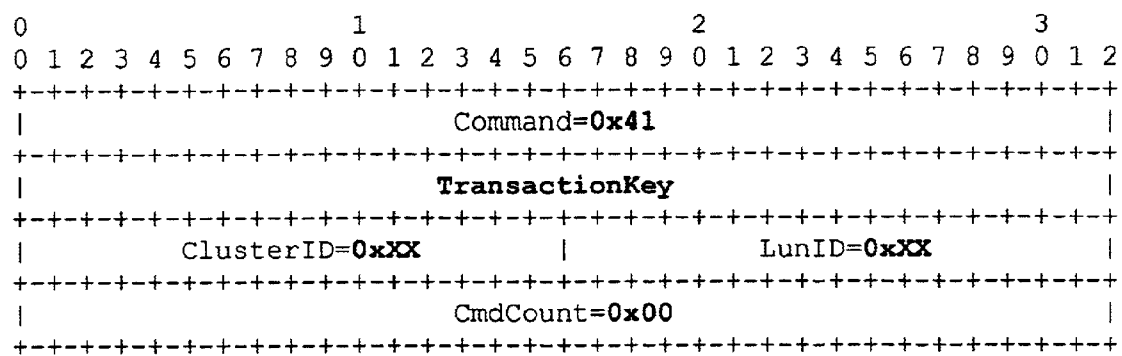 0                   1                   2                   3
0 1 2 3 4 5 6 7 8 9 0 1 2 3 4 5 6 7 8 9 0 1 2 3 4 5 6 7 8 9 0 1 2
+-+-+-+-+-+-+-+-+-+-+-+-+-+-+-+-+-+-+-+-+-+-+-+-+-+-+-+-+-+-+-+-+
|                         Command=0x41                          |
+-+-+-+-+-+-+-+-+-+-+-+-+-+-+-+-+-+-+-+-+-+-+-+-+-+-+-+-+-+-+-+-+
|                        TransactionKey                         |
+-+-+-+-+-+-+-+-+-+-+-+-+-+-+-+-+-+-+-+-+-+-+-+-+-+-+-+-+-+-+-+-+
|         ClusterID=0xXX        |           LunID=0xXX          |
+-+-+-+-+-+-+-+-+-+-+-+-+-+-+-+-+-+-+-+-+-+-+-+-+-+-+-+-+-+-+-+-+
|                         CmdCount=0x00                         |
+-+-+-+-+-+-+-+-+-+-+-+-+-+-+-+-+-+-+-+-+-+-+-+-+-+-+-+-+-+-+-+-+